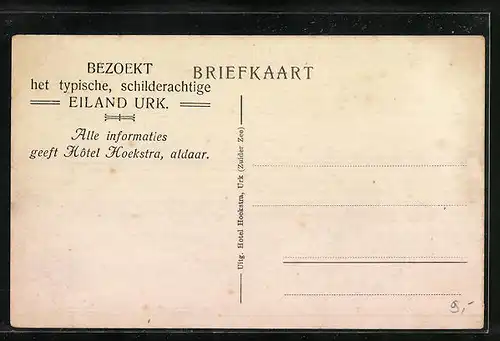 BEZOEKT
het typische, schilderachtige
EILAND URK.
Alle informaties
geeft Hôtel Hoekstra, aldaar.
BRIEFKAART
Uitg. Hotel Hoekstra, Urk (Zuider Zee)
9,-